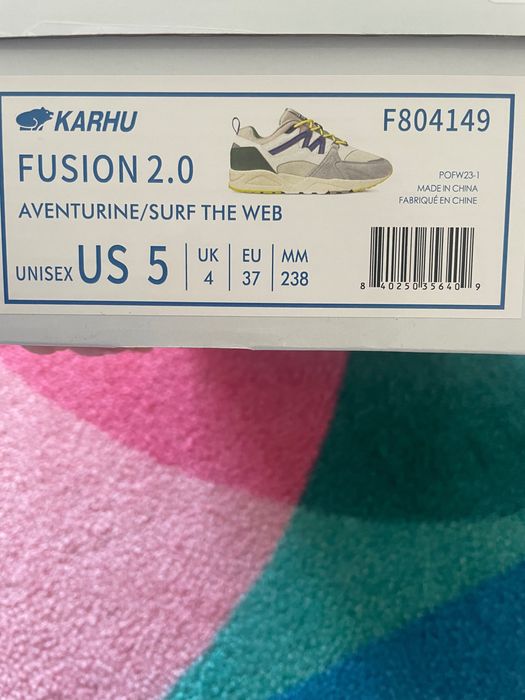 KARHU
F804149
FUSION 2.0
AVENTURINE/SURF THE WEB
POFW23-1
MADE IN CHINA
FABRIQUÉ EN CHINE
UNISEX US 5
UK
4
EU
37
MM
238
8 40250 35640 9